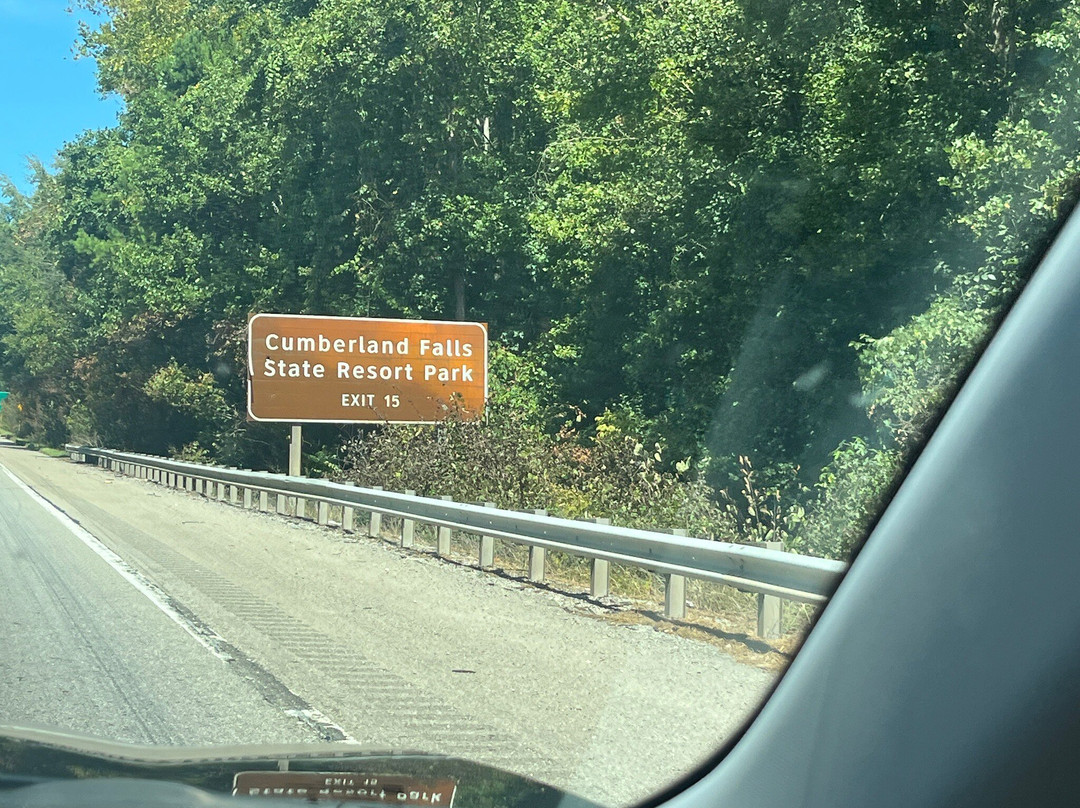 Cumberland Falls
State Resort Park
EXIT 15